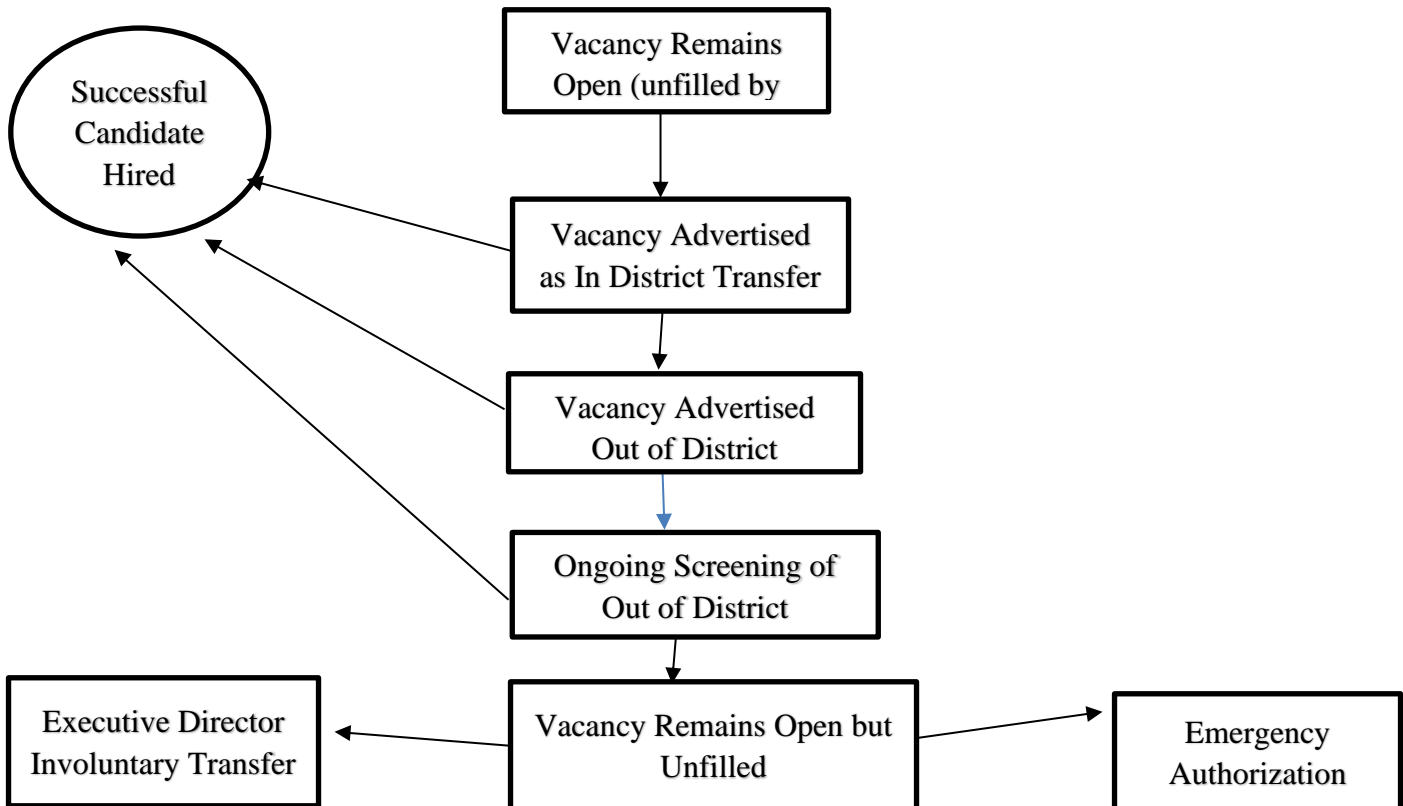 Successful
Candidate
Hired
Vacancy Remains
Open (unfilled by
Vacancy Advertised
as In District Transfer
Vacancy Advertised
Out of District
Ongoing Screening of
Out of District
Executive Director
Involuntary Transfer
Vacancy Remains Open but
Unfilled
Emergency
Authorization